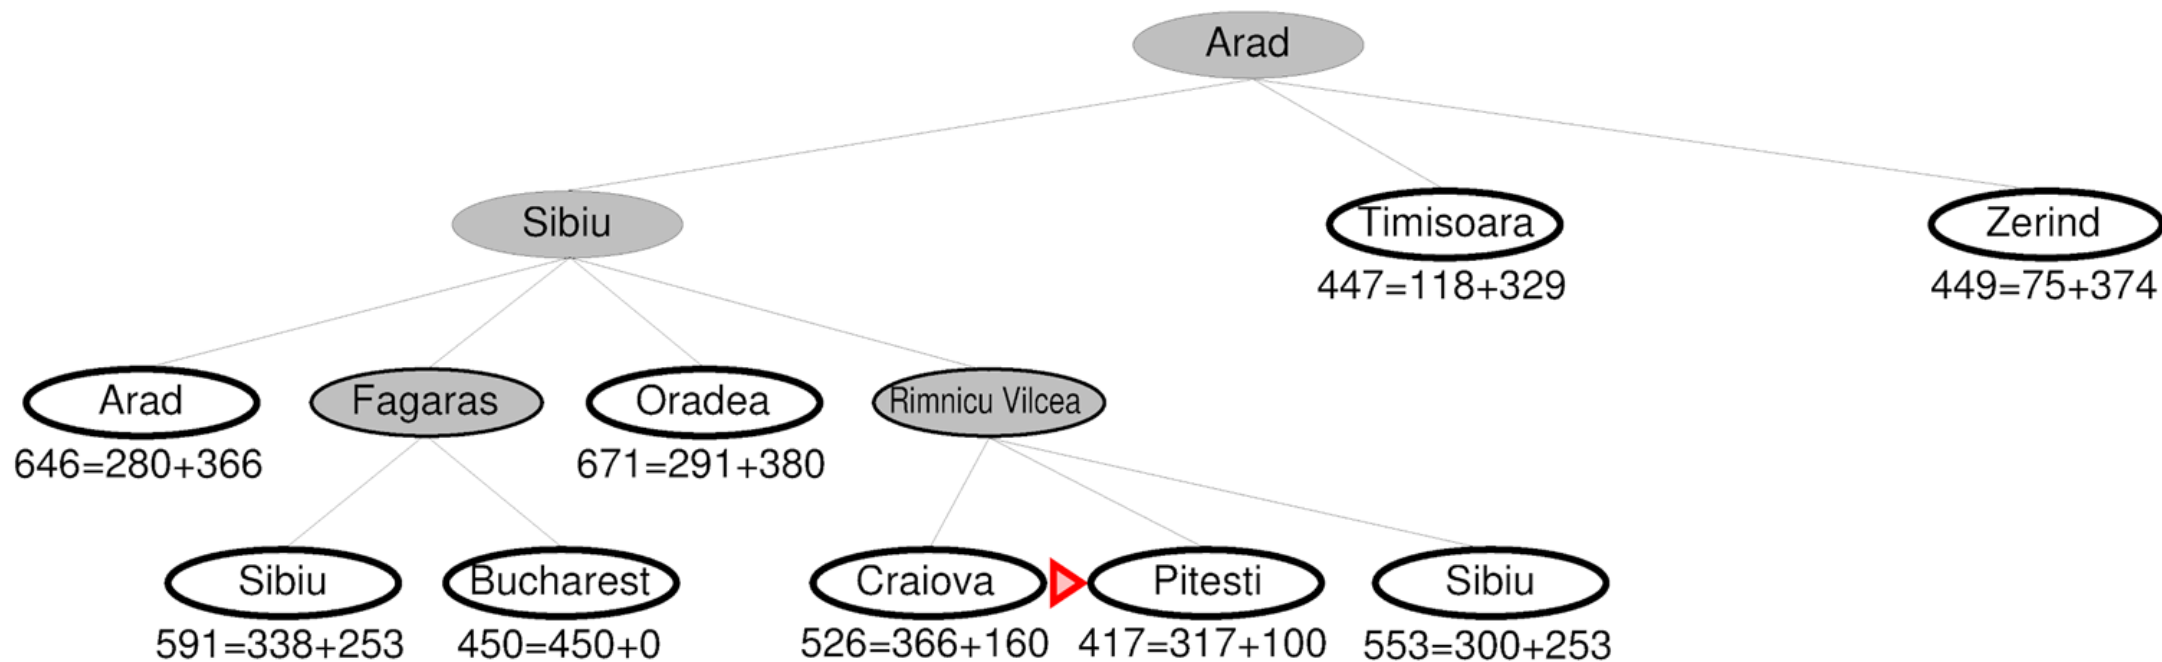 Arad
Sibiu
Timisoara
Zerind
447=118+329
449=75+374
Arad
Fagaras
Oradea
Rimnicu Vilcea
646=280+366
671=291+380
Sibiu
Bucharest
Craiova
Pitesti
Sibiu
591=338+253
450=450+0
526=366+160
417=317+100
553=300+253